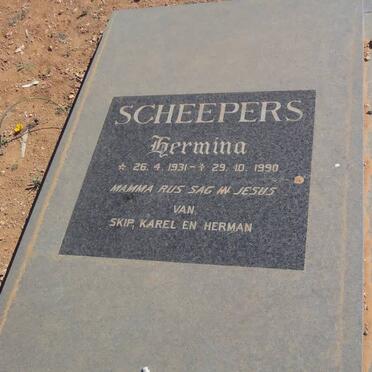 SCHEEPERS
Hermina
* 26. 4. 1931 - † 29. 10. 1990
MAMMA RUS SAG IN JESUS
VAN
SKIP, KAREL EN HERMAN